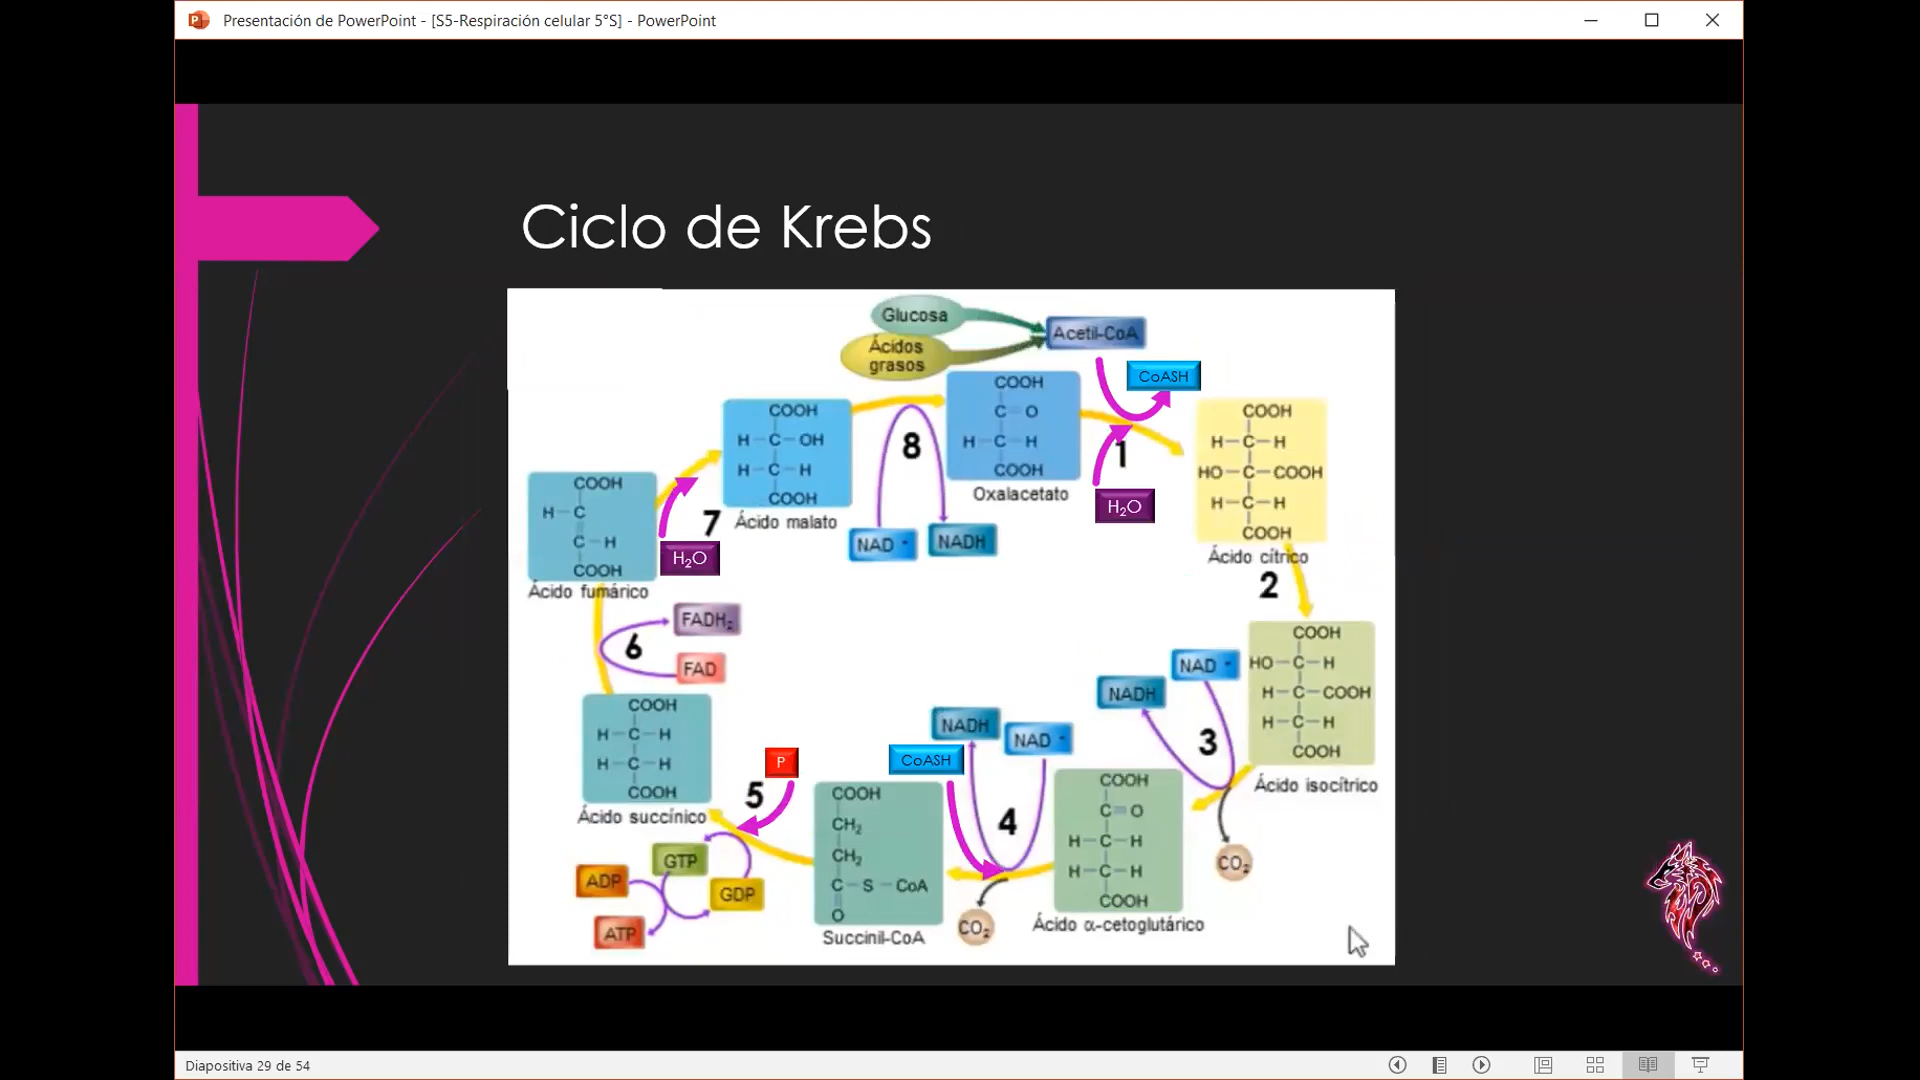 Presentación de PowerPoint - [S5-Respiración celular 5°S] - PowerPoint
Ciclo de Krebs
Glucosa
Ácidos
grasos
Acetil-CoA
CoASH
COOH
C=O
H-C-H
COOH
Oxalacetato
1
H₂O
COOH
H-C-H
HO-C-COOH
H-C-H
COOH
Ácido cítrico
2
COOH
HO-C-H
H-C-COOH
H-C-H
COOH
Ácido isocítrico
NAD +
NADH
3
CO₂
COOH
C=O
H-C-H
H-C-H
COOH
Ácido α-cetoglutárico
NADH
NAD +
CoASH
4
CO₂
COOH
CH₂
CH₂
C-S-CoA
O
Succinil-CoA
P
5
GTP
GDP
ADP
ATP
COOH
H-C-H
H-C-H
COOH
Ácido succínico
6
FADH₂
FAD
COOH
H-C
C-H
COOH
Ácido fumárico
7
H₂O
COOH
H-C-OH
H-C-H
COOH
Ácido malato
8
NAD +
NADH
Diapositiva 29 de 54